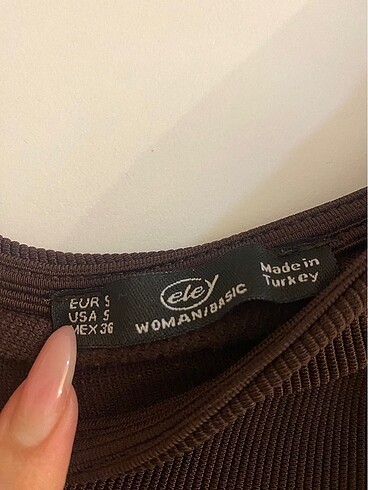 EUR S
USA S
MEX 36
eley
WOMAN/BASIC
Made in
Turkey